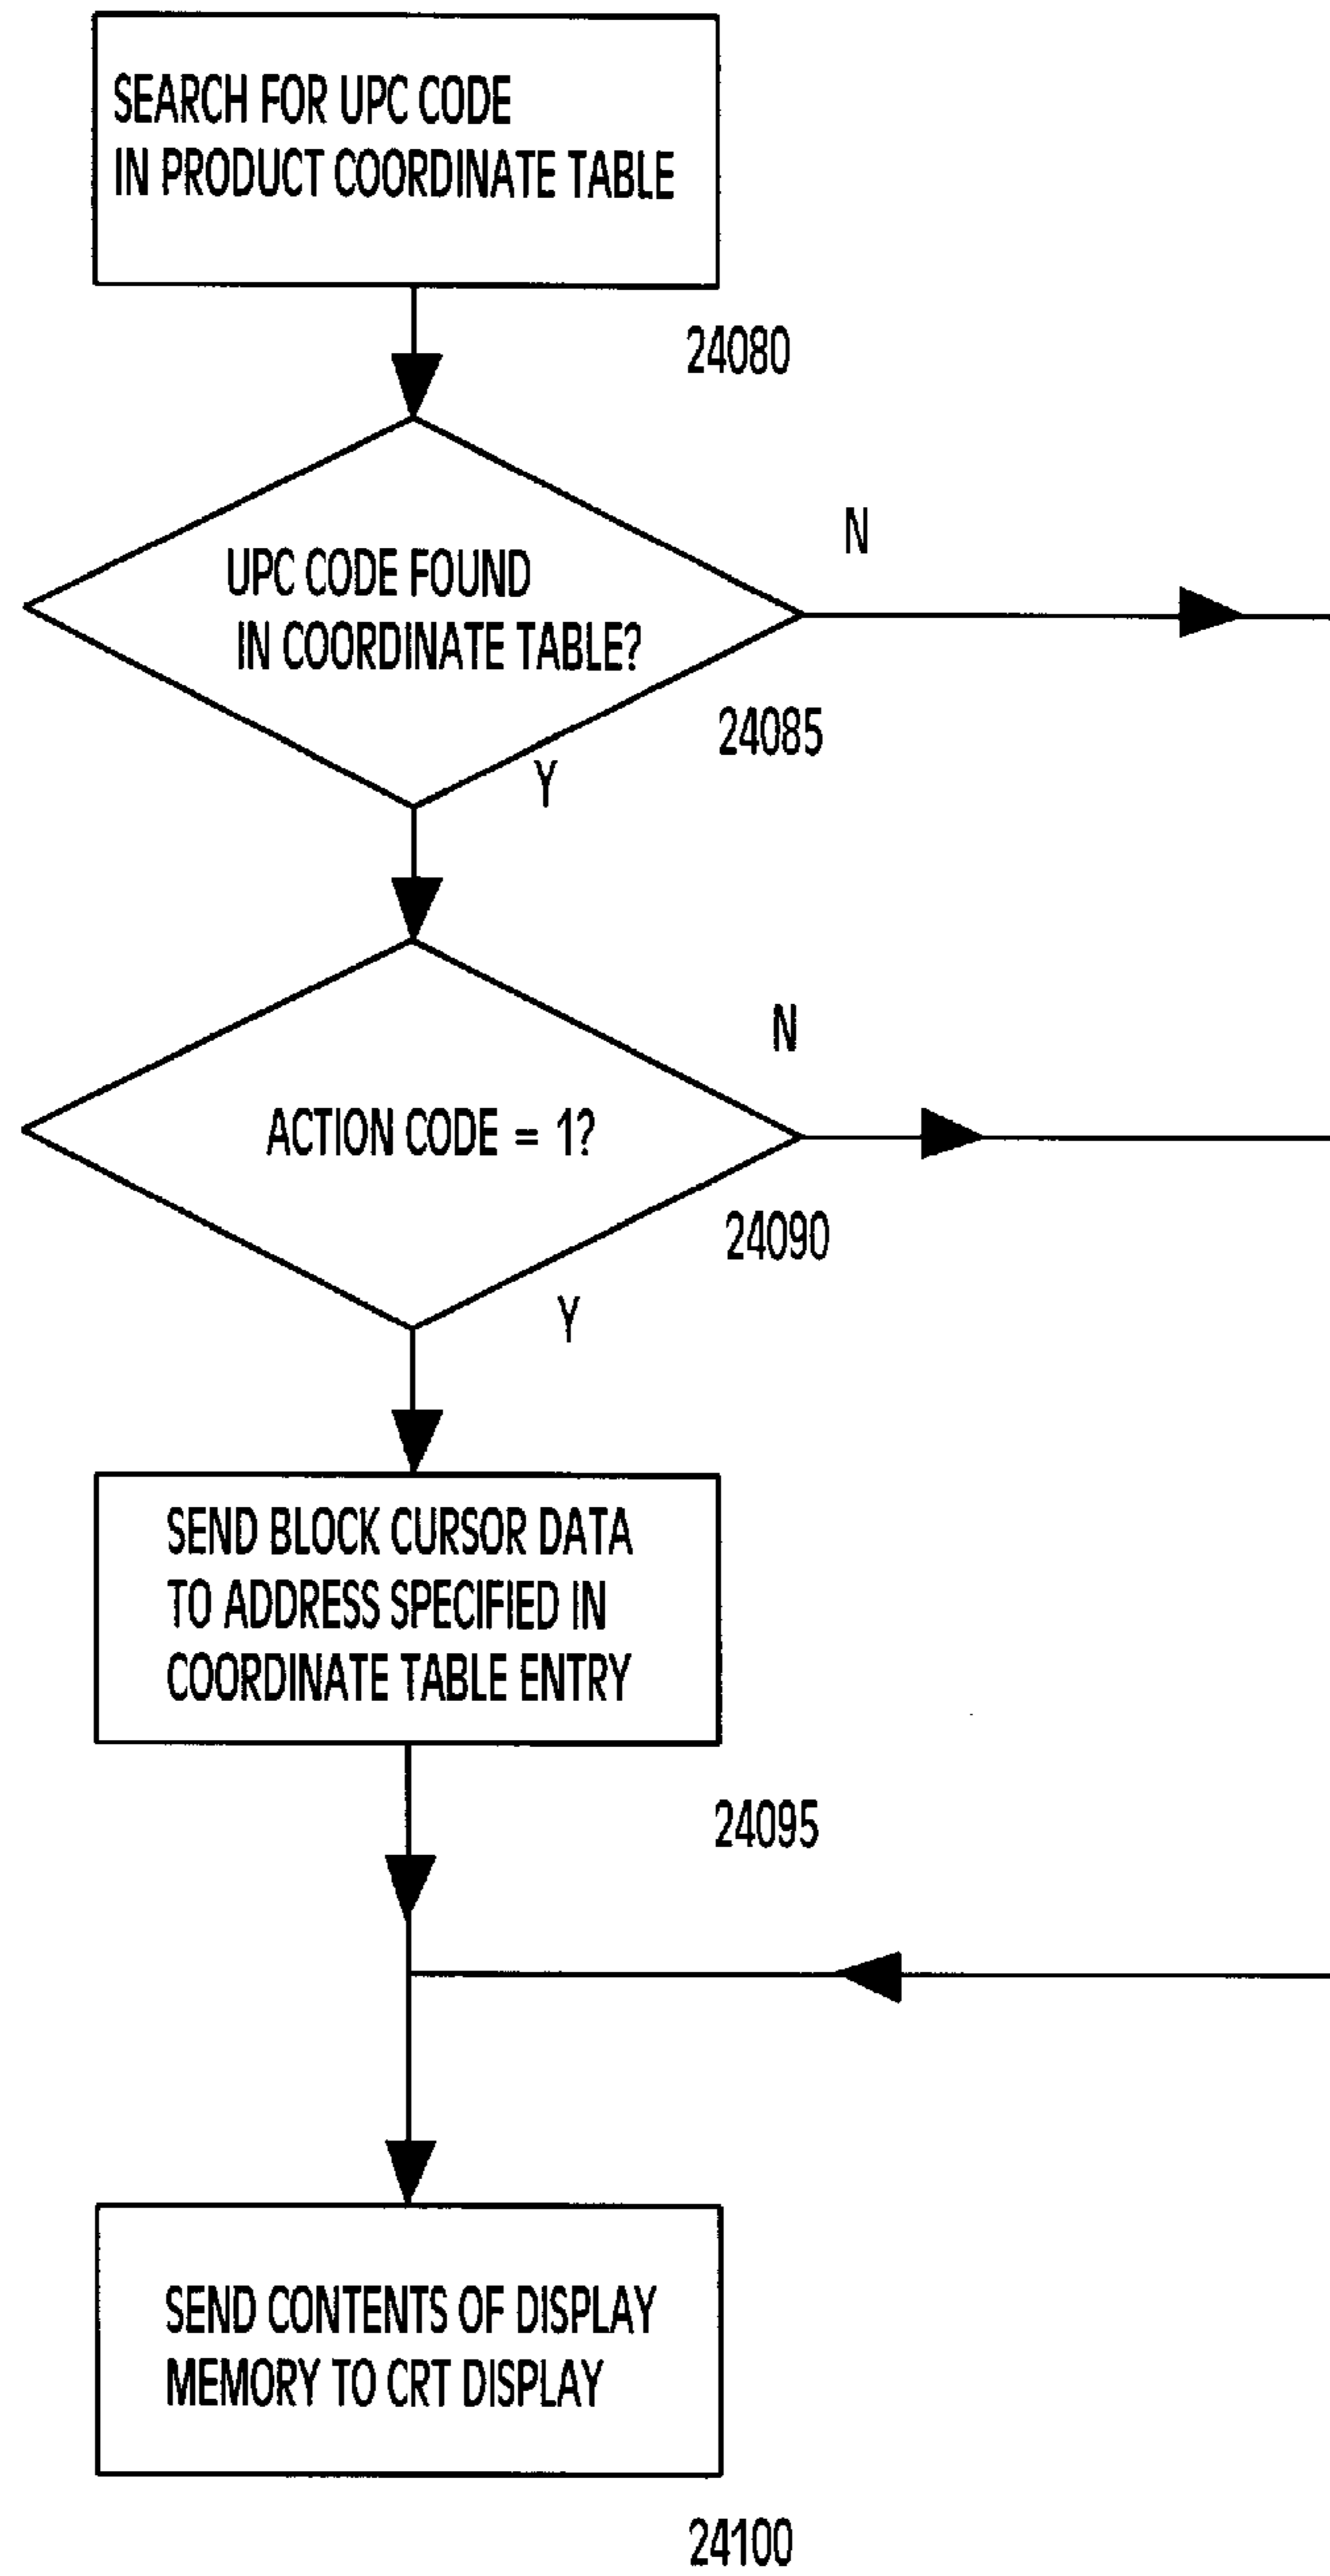 SEARCH FOR UPC CODE
IN PRODUCT COORDINATE TABLE
24080
UPC CODE FOUND
IN COORDINATE TABLE?
N
24085
Y
ACTION CODE = 1?
N
24090
Y
SEND BLOCK CURSOR DATA
TO ADDRESS SPECIFIED IN
COORDINATE TABLE ENTRY
24095
SEND CONTENTS OF DISPLAY
MEMORY TO CRT DISPLAY
24100